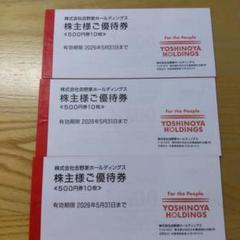 株式会社吉野家ホールディングス
株主様ご優待券
<500円券10枚>
有効期限 2026年5月31日まで
For the People
YOSHINOYA
HOLDINGS
株式会社吉野家ホールディングス
株主様ご優待券
<500円券10枚>
有効期限 2026年5月31日まで
For the People
YOSHINOYA
HOLDINGS
株式会社吉野家ホールディングス
株主様ご優待券
<500円券10枚>
有効期限 2026年5月31日まで
For the People
YOSHINOYA
HOLDINGS